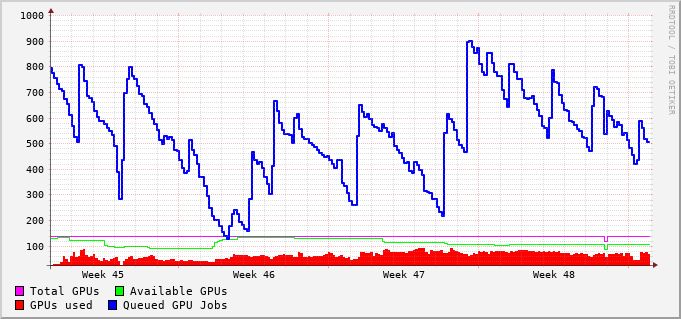 1000
900
800
700
600
500
400
300
200
100
Week 45 Week 46 Week 47 Week 48
Total GPUs Available GPUs
GPUs used Queued GPU Jobs
RRDTOOL / TOBI OETIKER